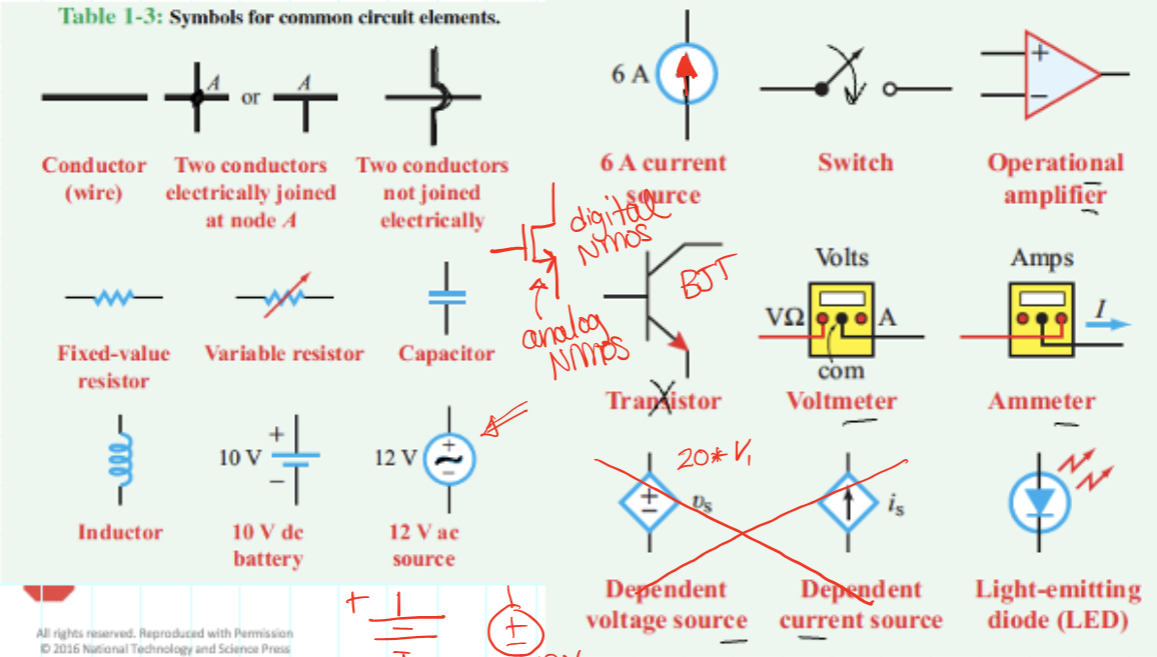 Table 1-3: Symbols for common circuit elements.
A
or
A
Conductor
(wire)
Two conductors
electrically joined
at node A
Two conductors
not joined
electrically
6 A
6 A current
source
Switch
+
−
Operational
amplifier
Fixed-value
resistor
Variable resistor
Capacitor
digital
NMOS
analog
NMOS
BJT
Transistor
Volts
VΩ
A
com
Voltmeter
Amps
I
Ammeter
Inductor
10 V
+
−
10 V dc
battery
12 V
+
~
−
12 V ac
source
20*V₁
+
−
υs
Dependent
voltage source
is
Dependent
current source
Light-emitting
diode (LED)
+
+
−
All rights reserved. Reproduced with Permission
© 2016 National Technology and Science Press